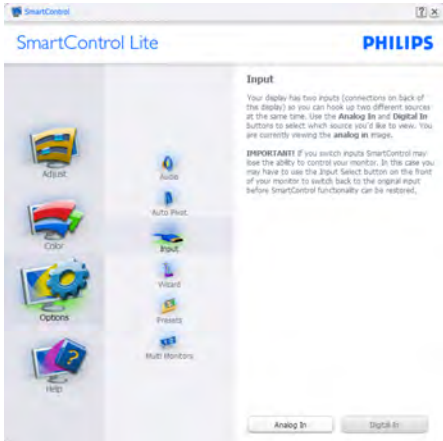 SmartControl
SmartControl Lite
PHILIPS
Adjust
Color
Options
Help
Audio
Auto Pivot
Input
Wizard
Presets
Multi Monitors
Input
Your display has two inputs (connections on back of
the display) so you can hook up two different sources
at the same time. Use the Analog In and Digital In
buttons to select which source you'd like to view. You
are currently viewing the analog in image.
IMPORTANT! If you switch inputs SmartControl may
lose the ability to control your monitor. In this case you
may have to use the Input Select button on the front
of your monitor to switch back to the original input
before SmartControl functionality can be restored.
Analog In
Digital In